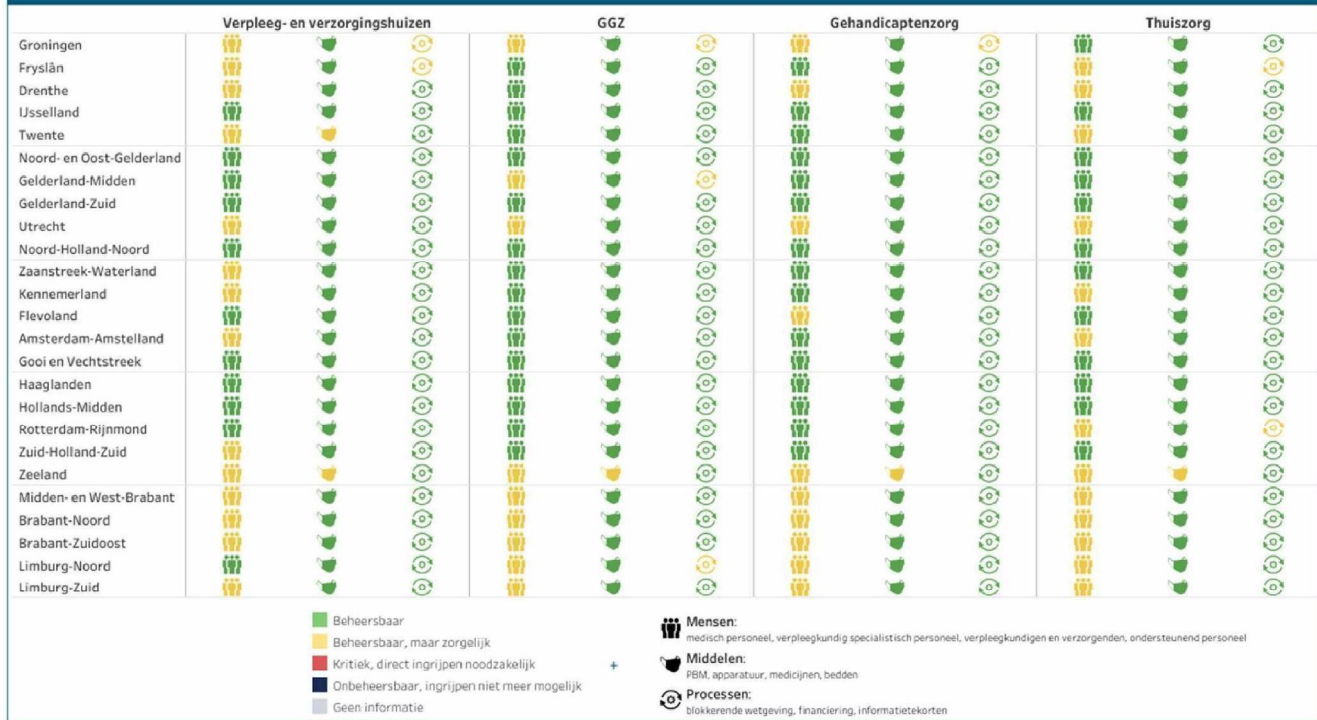 Verpleeg- en verzorgingshuizen GGZ Gehandicaptenzorg Thuiszorg
Groningen
Fryslân
Drenthe
IJsselland
Twente
Noord- en Oost-Gelderland
Gelderland-Midden
Gelderland-Zuid
Utrecht
Noord-Holland-Noord
Zaanstreek-Waterland
Kennemerland
Flevoland
Amsterdam-Amstelland
Gooi en Vechtstreek
Haaglanden
Hollands-Midden
Rotterdam-Rijnmond
Zuid-Holland-Zuid
Zeeland
Midden- en West-Brabant
Brabant-Noord
Brabant-Zuidoost
Limburg-Noord
Limburg-Zuid
Beheersbaar
Beheersbaar, maar zorgelijk
Kritiek, direct ingrijpen noodzakelijk
Onbeheersbaar, ingrijpen niet meer mogelijk
Geen informatie
+
Mensen:
medisch personeel, verpleegkundig specialistisch personeel, verpleegkundigen en verzorgenden, ondersteunend personeel
Middelen:
PBM, apparatuur, medicijnen, bedden
Processen:
blokkerende wetgeving, financiering, informatietekorten